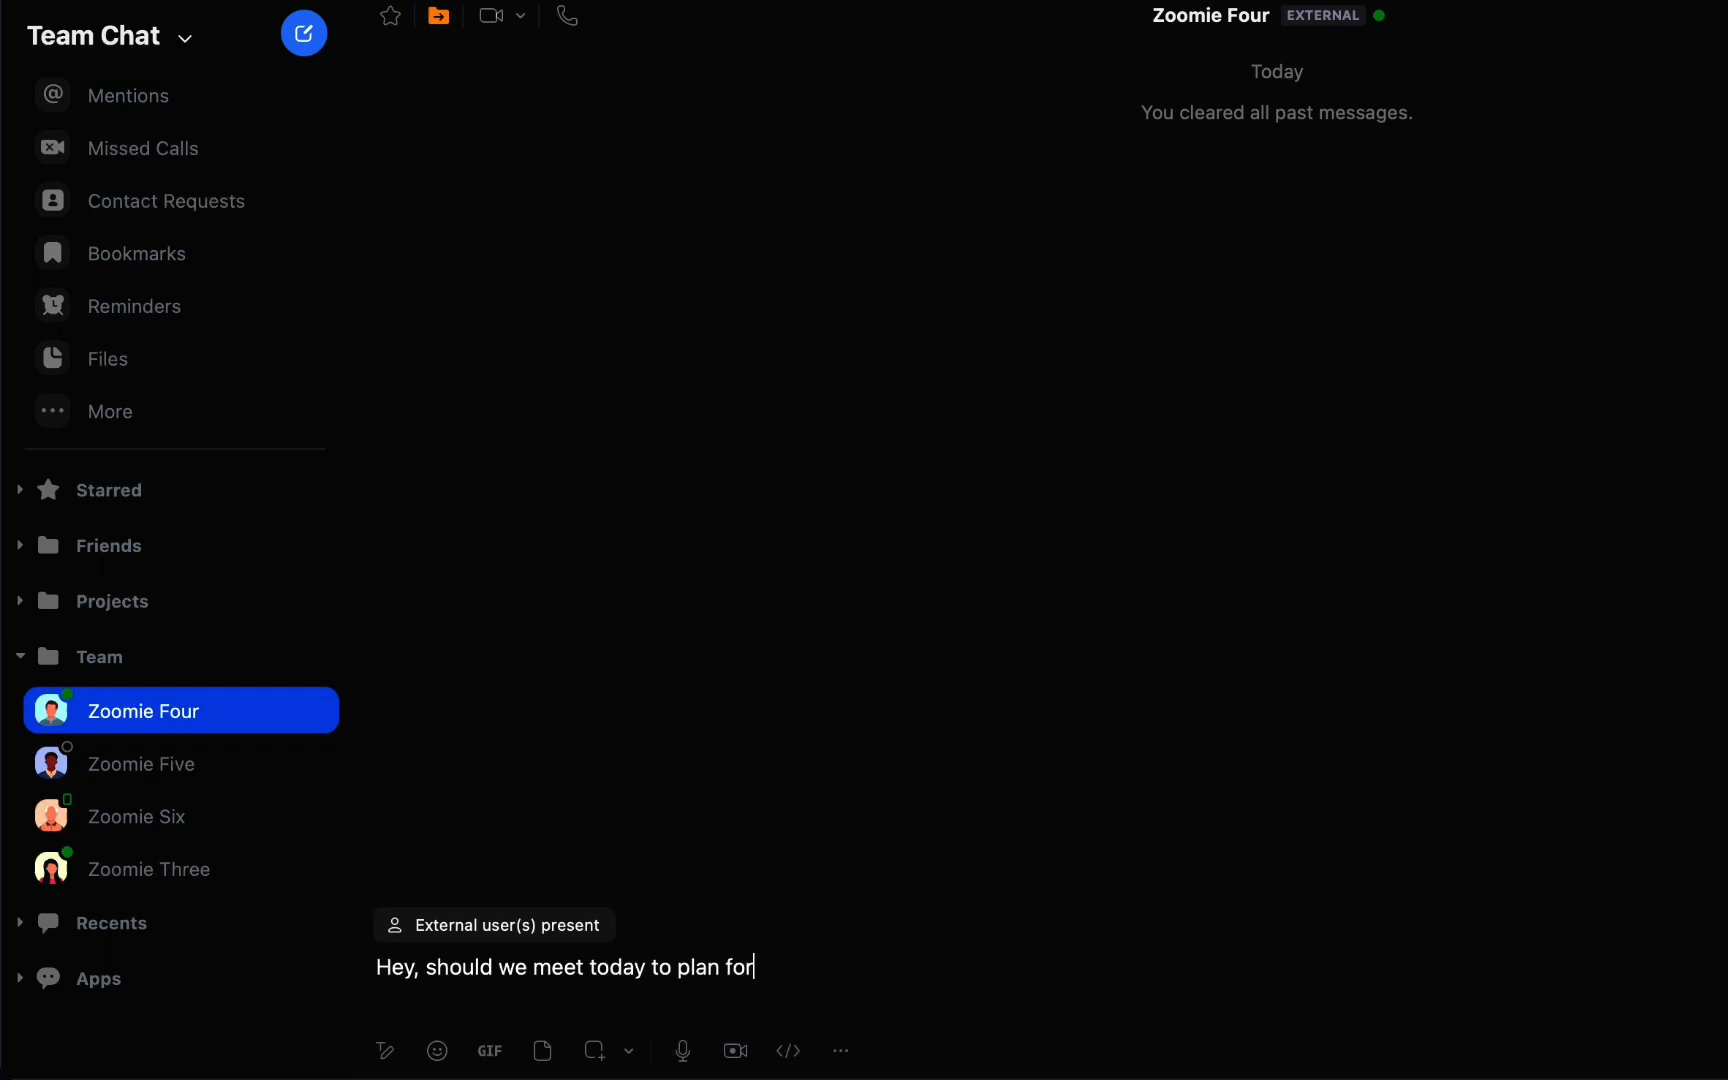 Team Chat
@ Mentions
Missed Calls
Contact Requests
Bookmarks
Reminders
Files
More
Starred
Friends
Projects
Team
Zoomie Four
Zoomie Five
Zoomie Six
Zoomie Three
Recents
Apps
Zoomie Four EXTERNAL
Today
You cleared all past messages.
External user(s) present
Hey, should we meet today to plan for
GIF